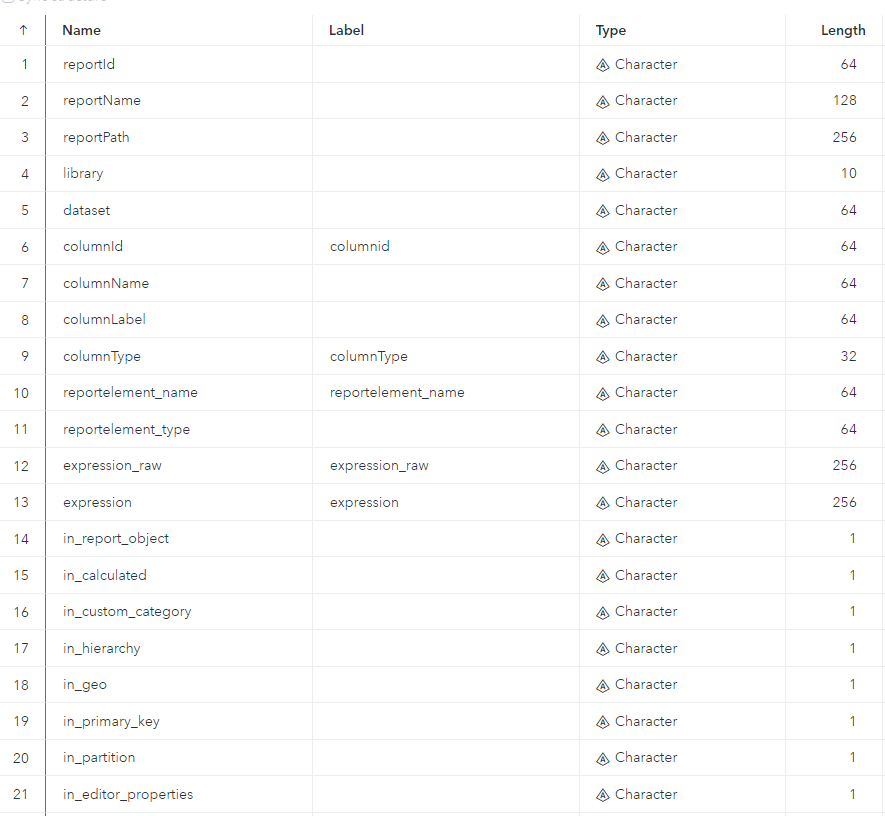 ↑ Name Label Type Length
1 reportId Character 64
2 reportName Character 128
3 reportPath Character 256
4 library Character 10
5 dataset Character 64
6 columnId columnid Character 64
7 columnName Character 64
8 columnLabel Character 64
9 columnType columnType Character 32
10 reportelement_name reportelement_name Character 64
11 reportelement_type Character 64
12 expression_raw expression_raw Character 256
13 expression expression Character 256
14 in_report_object Character 1
15 in_calculated Character 1
16 in_custom_category Character 1
17 in_hierarchy Character 1
18 in_geo Character 1
19 in_primary_key Character 1
20 in_partition Character 1
21 in_editor_properties Character 1